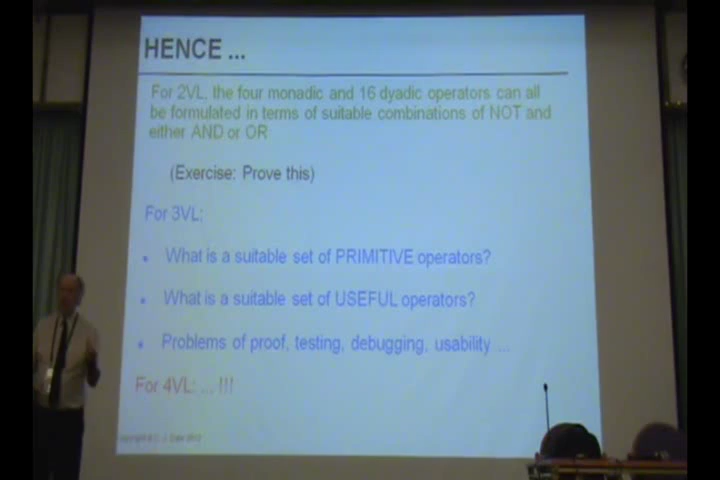 HENCE ...
For 2VL, the four monadic and 16 dyadic operators can all
be formulated in terms of suitable combinations of NOT and
either AND or OR
(Exercise: Prove this)
For 3VL:
• What is a suitable set of PRIMITIVE operators?
• What is a suitable set of USEFUL operators?
• Problems of proof, testing, debugging, usability ...
For 4VL: ... !!!
C. J. Date 2012